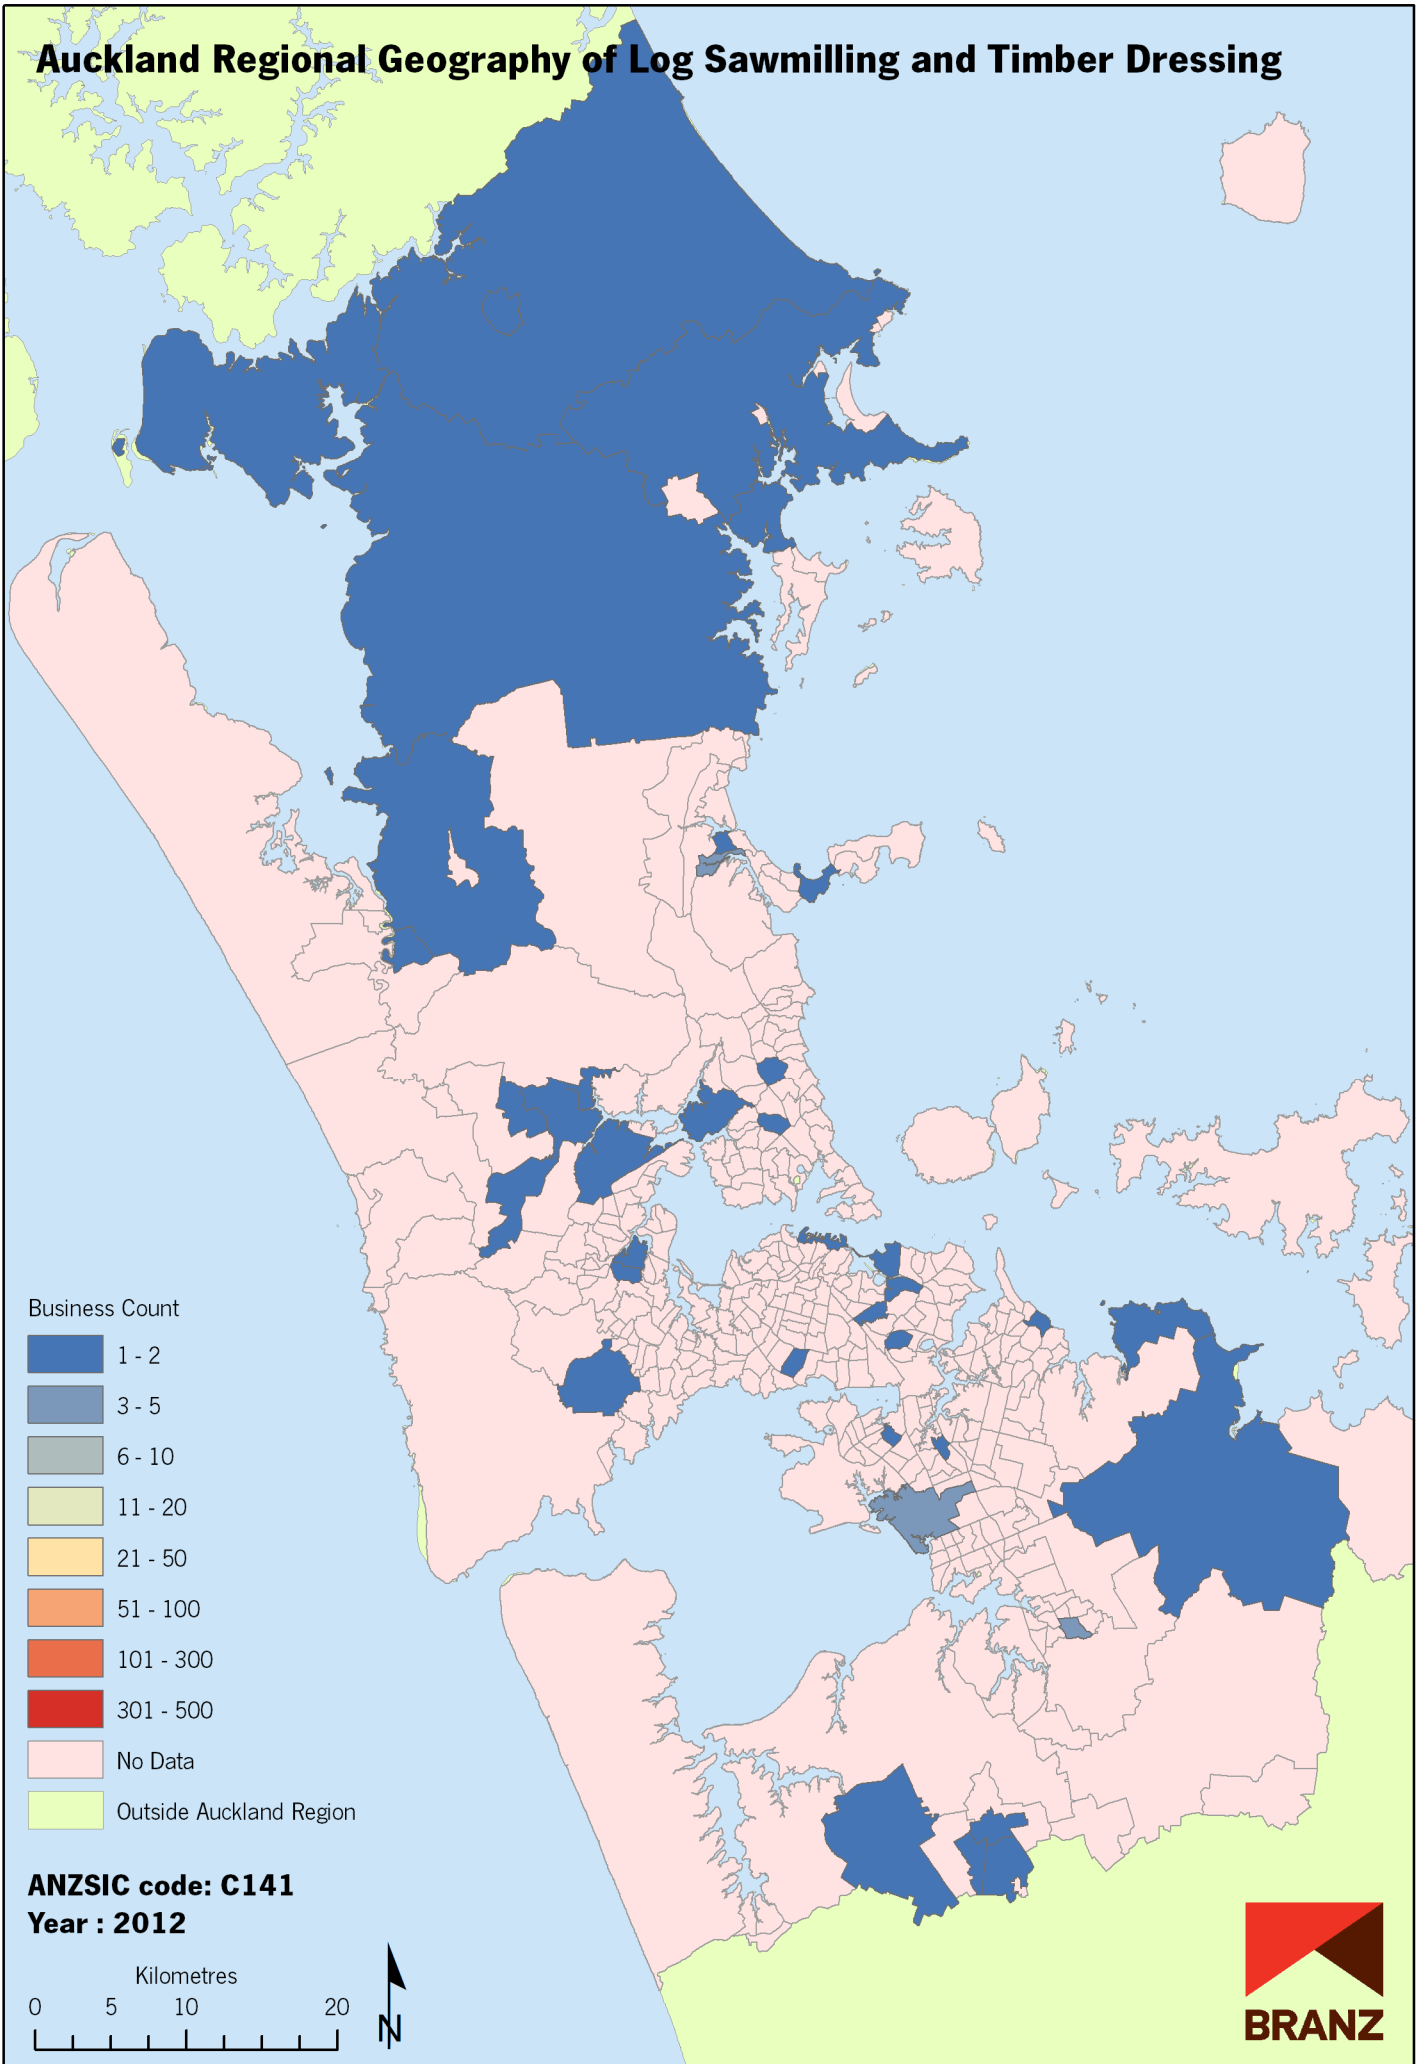 Auckland Regional Geography of Log Sawmilling and Timber Dressing
Business Count
1 - 2
3 - 5
6 - 10
11 - 20
21 - 50
51 - 100
101 - 300
301 - 500
No Data
Outside Auckland Region
ANZSIC code: C141
Year : 2012
Kilometres
0 5 10 20
N
BRANZ